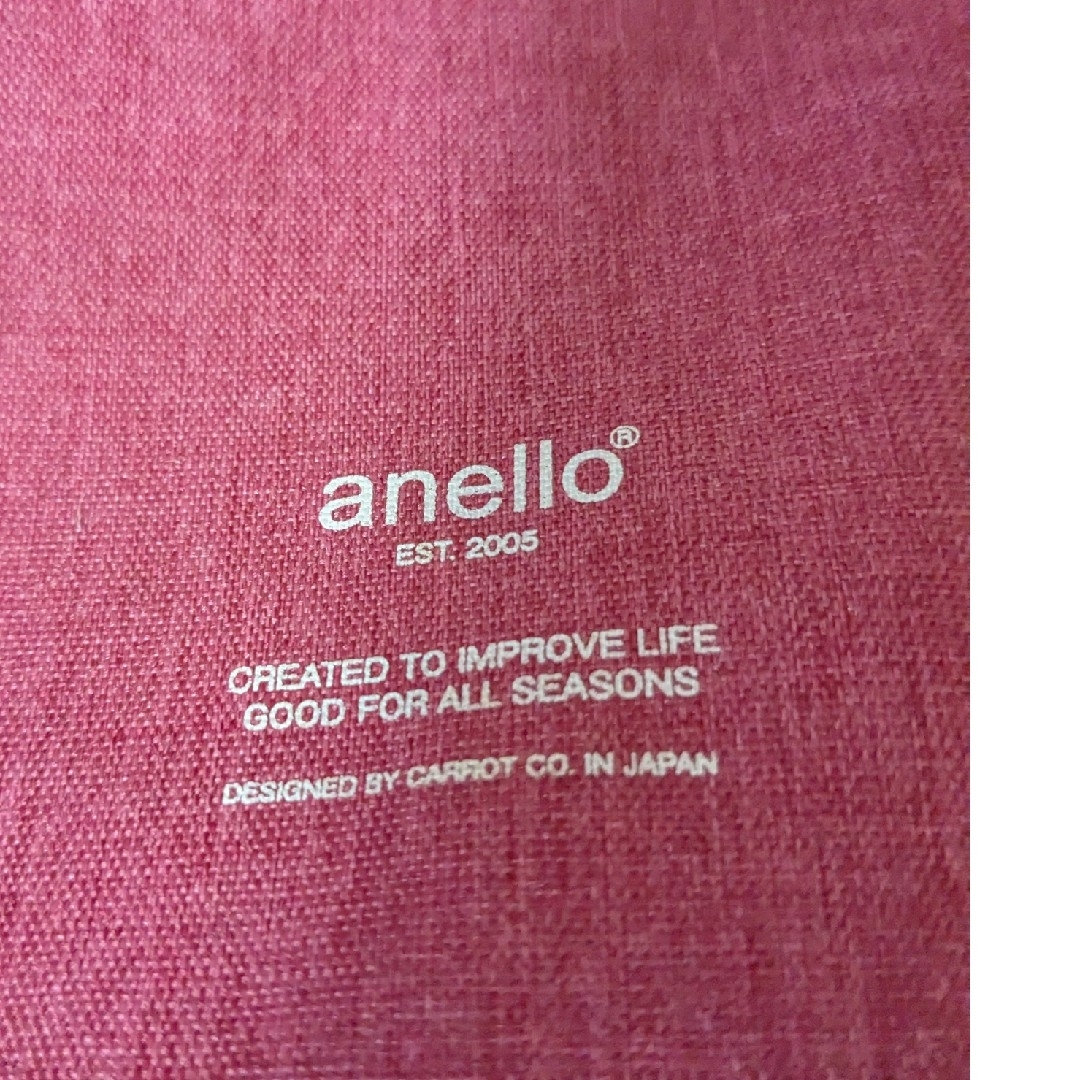 anello®
EST. 2005
CREATED TO IMPROVE LIFE
GOOD FOR ALL SEASONS
DESIGNED BY CARROT CO. IN JAPAN